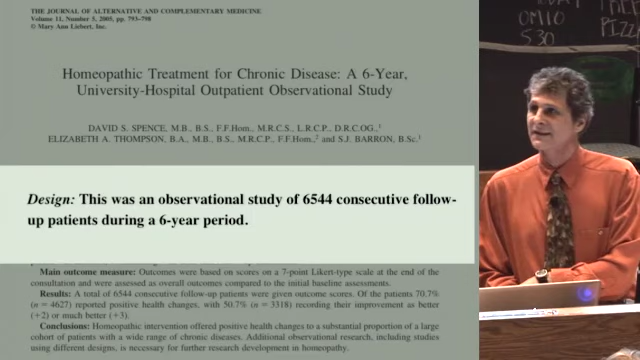 THE JOURNAL OF ALTERNATIVE AND COMPLEMENTARY MEDICINE
Volume 11, Number 5, 2005, pp. 793–798
© Mary Ann Liebert, Inc.
Homeopathic Treatment for Chronic Disease: A 6-Year,
University-Hospital Outpatient Observational Study
DAVID S. SPENCE, M.B., B.S., F.F.Hom., M.R.C.S., L.R.C.P., D.R.C.OG.,1
ELIZABETH A. THOMPSON, B.A., M.B., B.S., M.R.C.P., F.F.Hom.,2 and S.J. BARRON, B.Sc.1
Design: This was an observational study of 6544 consecutive follow-
up patients during a 6-year period.
Main outcome measure: Outcomes were based on scores on a 7-point Likert-type scale at the end of the
consultation and were assessed as overall outcomes compared to the initial baseline assessments.
Results: A total of 6544 consecutive follow-up patients were given outcome scores. Of the patients 70.7%
(n = 4627) reported positive health changes, with 50.7% (n = 3318) recording their improvement as better
(+2) or much better (+3).
Conclusions: Homeopathic intervention offered positive health changes to a substantial proportion of a large
cohort of patients with a wide range of chronic diseases. Additional observational research, including studies
using different designs, is necessary for further research development in homeopathy.
OM10
530
PIZZ